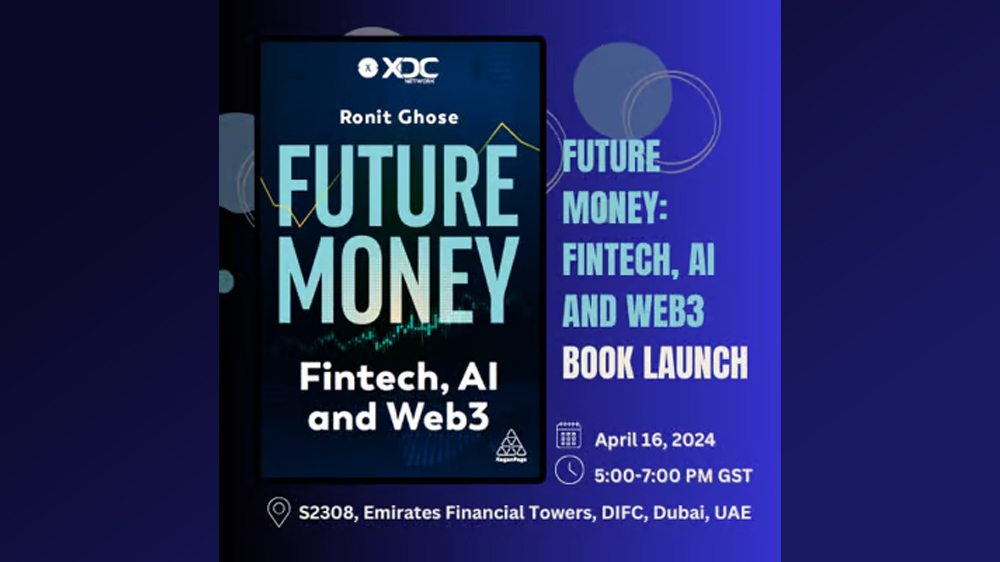 XDC
NETWORK
Ronit Ghose
FUTURE
MONEY
Fintech, AI
and Web3
KoganPage
FUTURE
MONEY:
FINTECH, AI
AND WEB3
BOOK LAUNCH
April 16, 2024
5:00-7:00 PM GST
S2308, Emirates Financial Towers, DIFC, Dubai, UAE